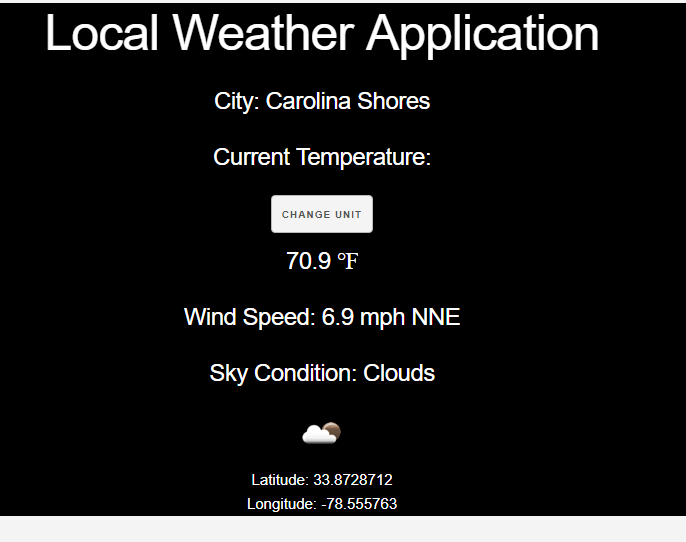 Local Weather Application
City: Carolina Shores
Current Temperature:
CHANGE UNIT
70.9 °F
Wind Speed: 6.9 mph NNE
Sky Condition: Clouds
Latitude: 33.8728712
Longitude: -78.555763